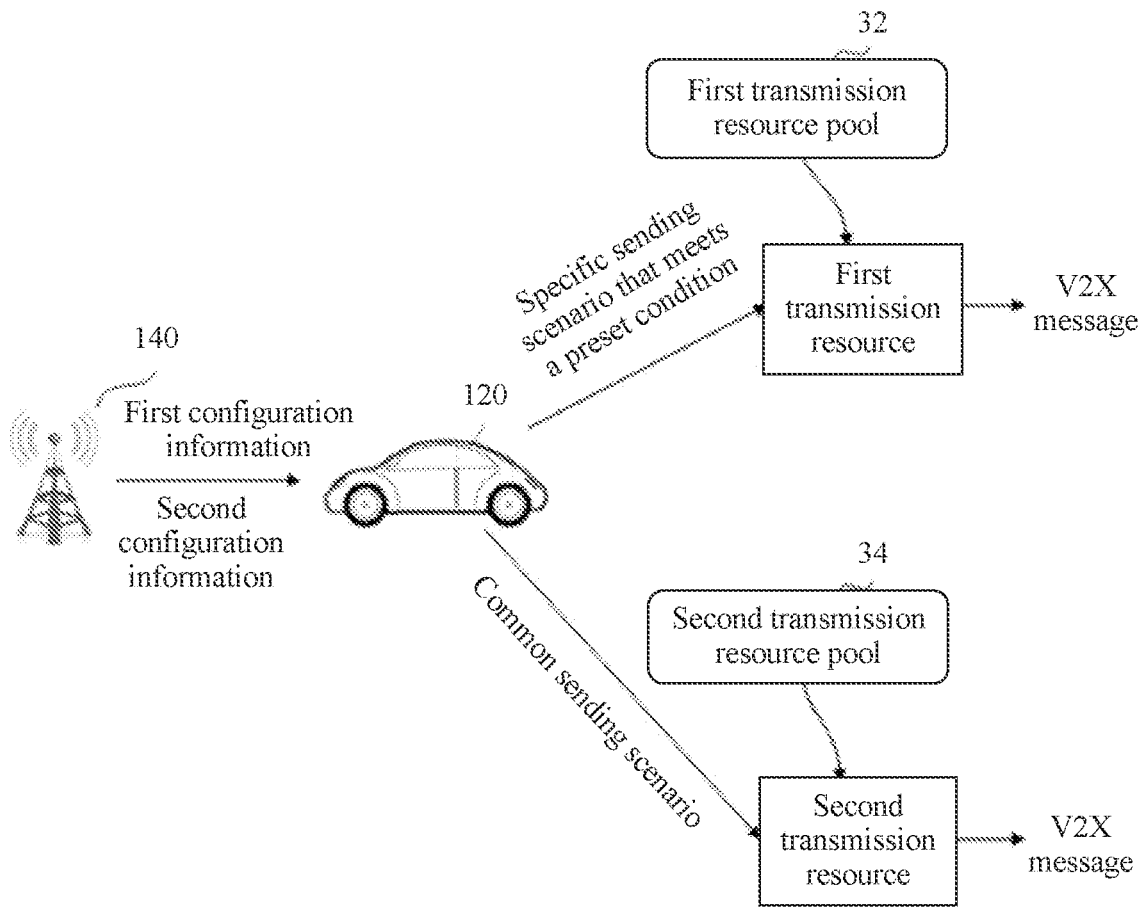 32
First transmission
resource pool
Specific sending
scenario that meets
a preset condition
First
transmission
resource
V2X
message
140
First configuration
information
Second
configuration
information
120
34
Second transmission
resource pool
Common sending scenario
Second
transmission
resource
V2X
message